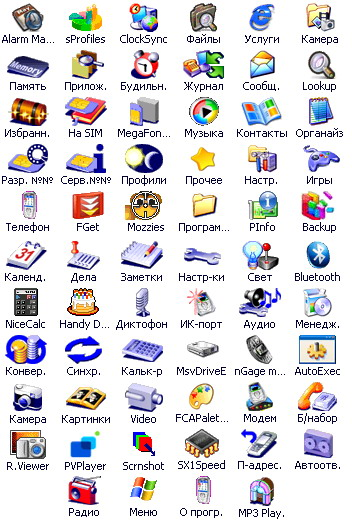 Alarm Ma... sProfiles ClockSync Файлы Услуги Камера
Memory
Память Прилож. Будильн. Журнал Сообщ. Lookup
Избранн. На SIM MegaFon... Музыка Контакты Органайз
Разр. №№ Серв.№№ Профили Прочее Настр. Игры
Телефон FGet Mozzies Програм... PInfo Backup
31
Календ. Дела Заметки Настр-ки Свет Bluetooth
NiceCalc Handy D... Диктофон ИК-порт Аудио Менедж.
Конвер. Синхр. Кальк-р MsvDriveE nGage m... AutoExec
Камера Картинки Video FCAPalet... Модем Б/набор
R.Viewer PVPlayer Scrnshot SX1Speed П-адрес. Автоотв.
Радио Меню О прогр. MP3 Play.